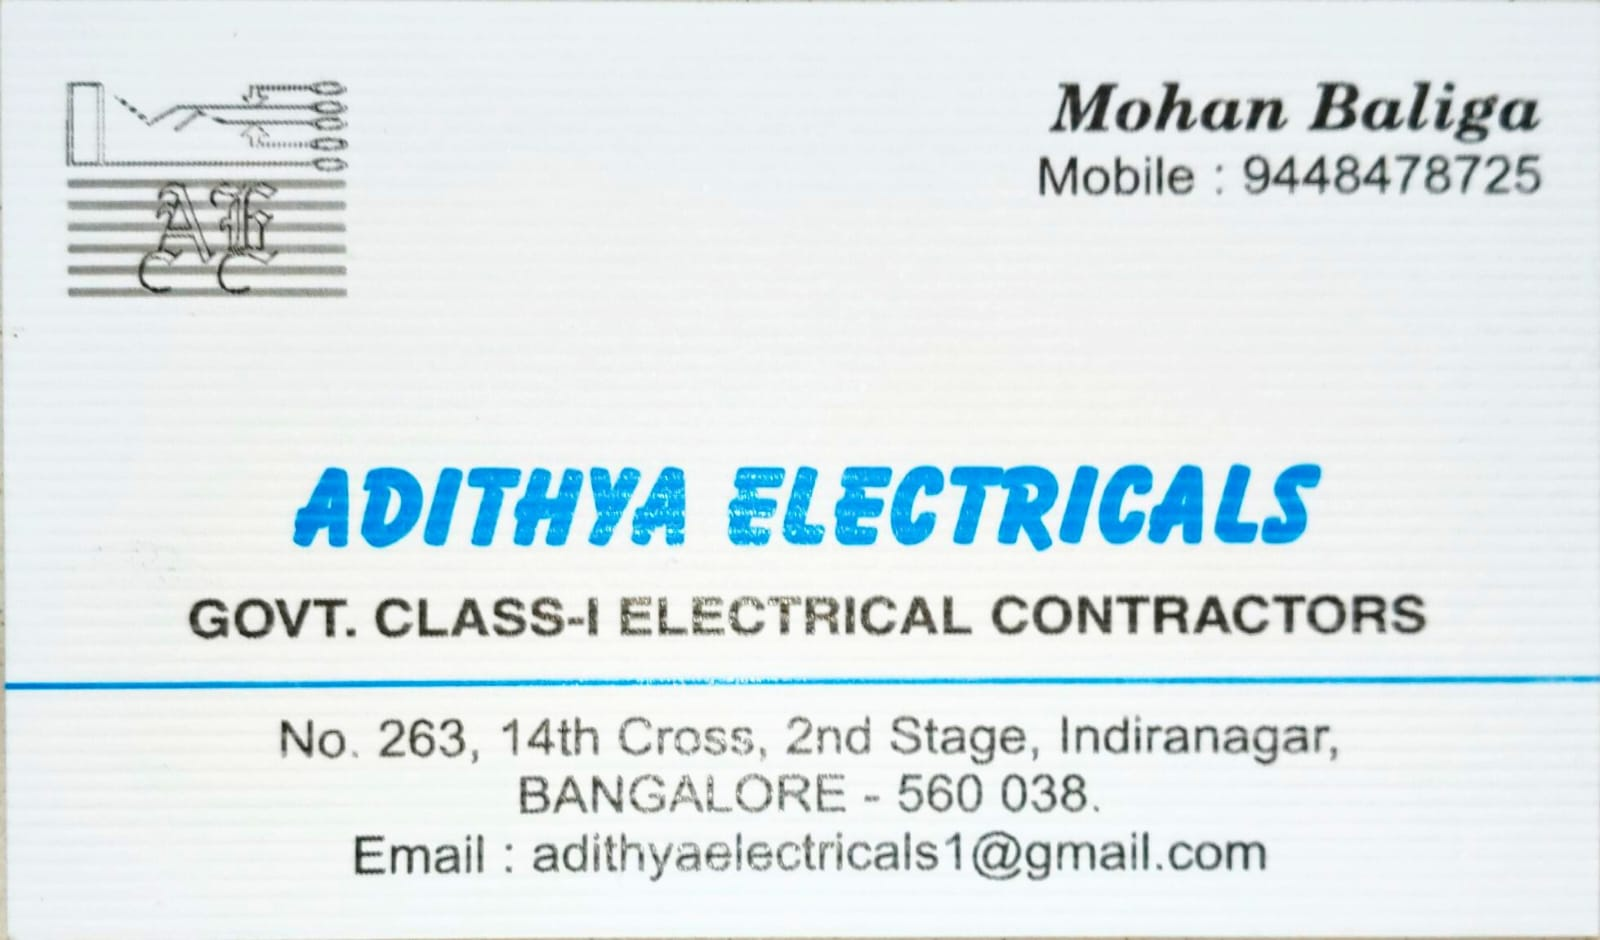 Mohan Baliga
Mobile : 9448478725
AE
ADITHYA ELECTRICALS
GOVT. CLASS-I ELECTRICAL CONTRACTORS
No. 263, 14th Cross, 2nd Stage, Indiranagar,
BANGALORE - 560 038.
Email : adithyaelectricals1@gmail.com